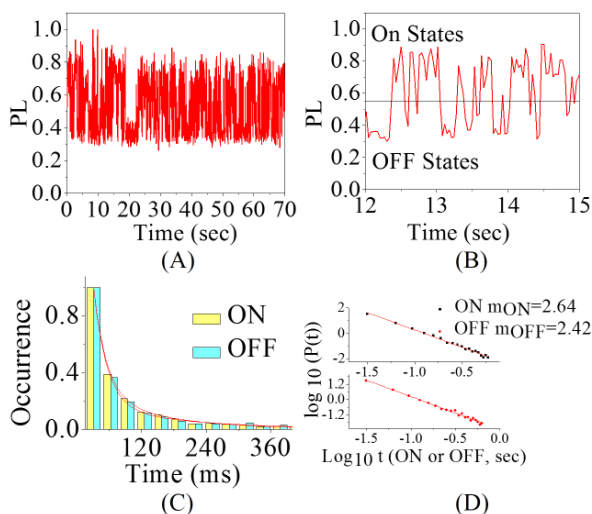 1.0
0.8
0.6
0.4
0.2
0.0
PL
0 10 20 30 40 50 60 70
Time (sec)
(A)
1.0
0.8
0.6
0.4
0.2
0.0
PL
On States
OFF States
12 13 14 15
Time (sec)
(B)
0.8
0.4
0.0
Occurrence
ON
OFF
120 240 360
Time (ms)
(C)
2
0
-2
ON mON=2.64
OFF mOFF=2.42
-1.5 -1.0 -0.5
log10 (P(t))
1.2
0.0
-1.2
-1.5 -1.0 -0.5 0.0
Log10 t (ON or OFF, sec)
(D)